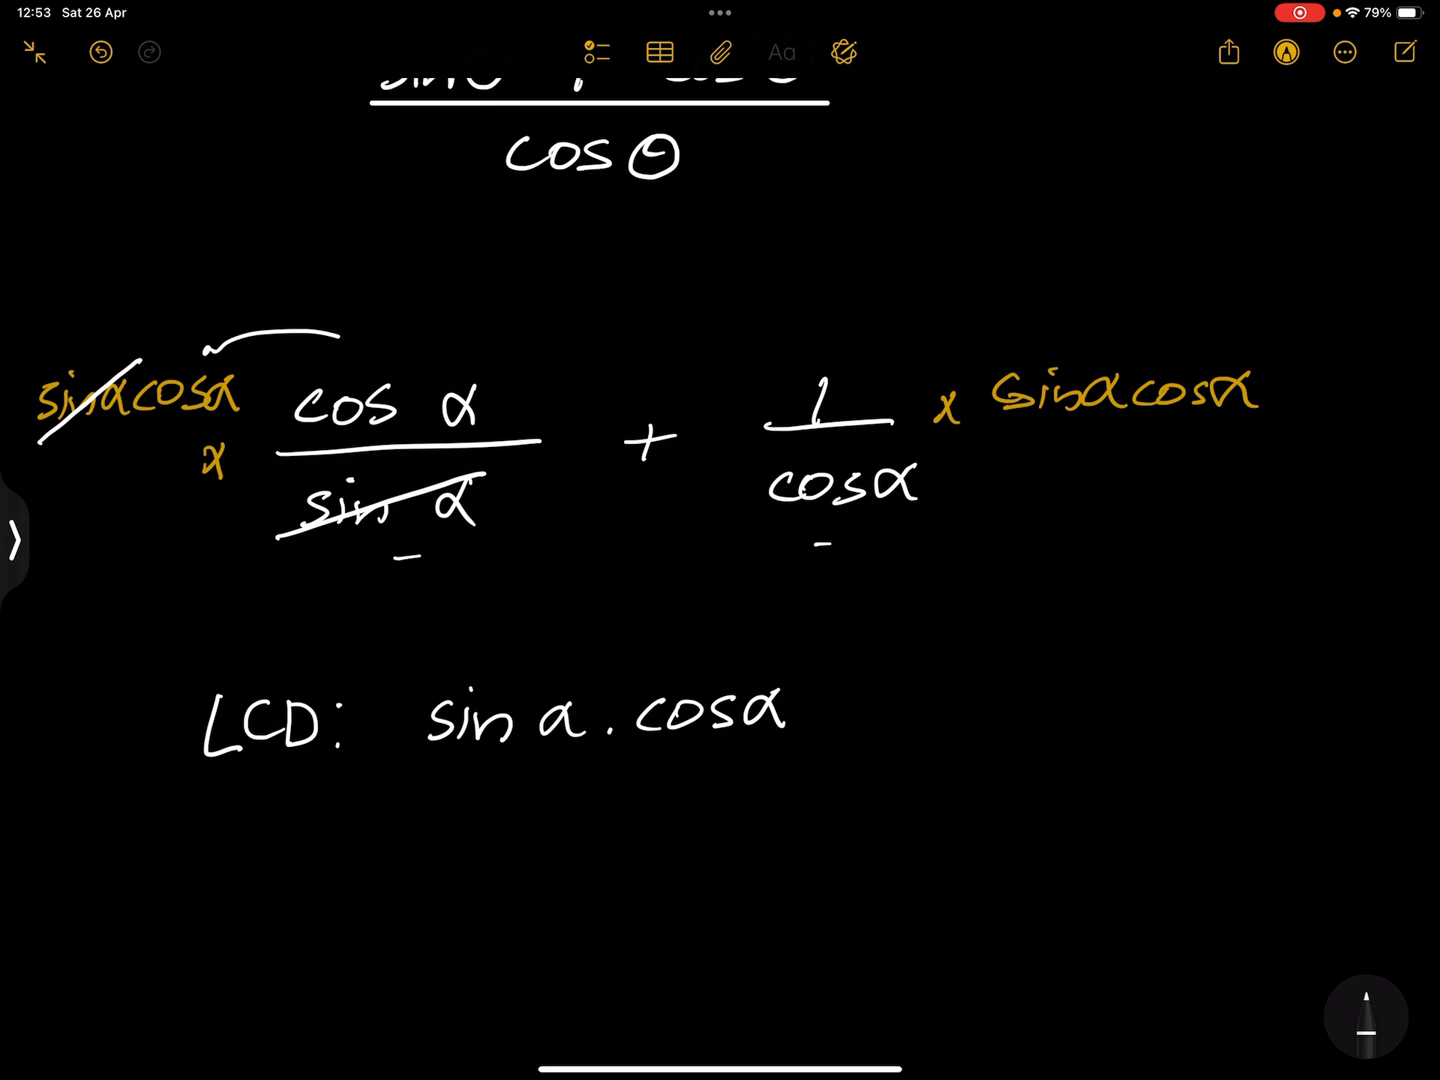 12:53 Sat 26 Apr 79%
Aa
cos θ
sinαcosα x cos α / sin α + 1 / cosα x sinαcosα
LCD: sin α . cosα